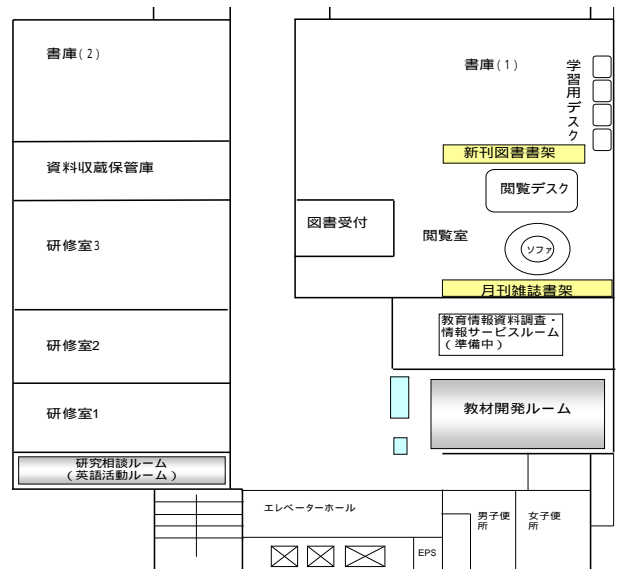 書庫(2)
資料収蔵保管庫
研修室3
研修室2
研修室1
研究相談ルーム
(英語活動ルーム)
書庫(1)
学習用デスク
新刊図書書架
閲覧デスク
図書受付
閲覧室
ソファ
月刊雑誌書架
教育情報資料調査・
情報サービスルーム
(準備中)
教材開発ルーム
エレベーターホール
EPS
男子便
所
女子便
所